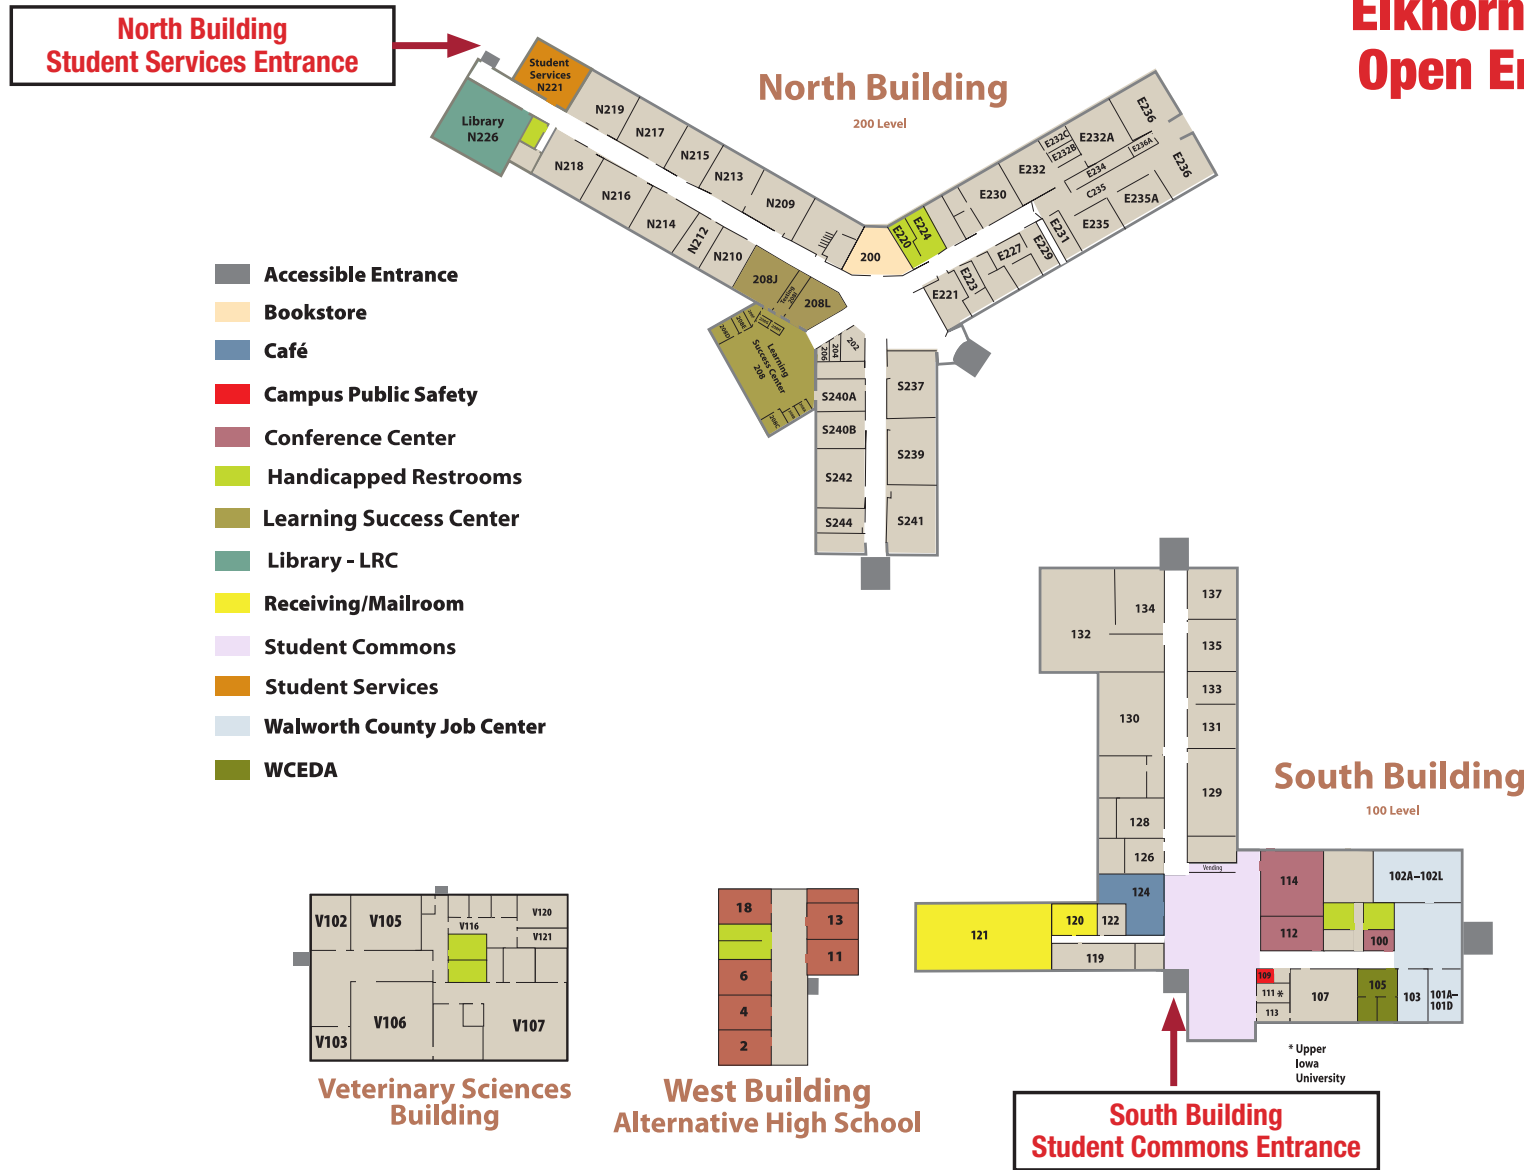 North Building
Student Services Entrance
Elkhorn
Open En
North Building
200 Level
Student
Services
N221
Library
N226
N219
N217
N215
N213
N209
N218
N216
N214
N212
N210
208J
Testing
208I
208L
200
E220
E224
E230
E232
E232C
E232B
E232A
E236
E236A
E234
C235
E236
E235A
E235
E231
E229
E227
E223
E221
208D
208E
Learning
Success Center
208
208C
206
204
202
S240A
S240B
S242
S244
S237
S239
S241
Accessible Entrance
Bookstore
Café
Campus Public Safety
Conference Center
Handicapped Restrooms
Learning Success Center
Library - LRC
Receiving/Mailroom
Student Commons
Student Services
Walworth County Job Center
WCEDA
South Building
100 Level
132
134
137
135
133
131
130
129
128
126
Vending
124
122
120
121
119
114
112
100
102A–102L
109
111 *
113
107
105
103
101A–
101D
* Upper
Iowa
University
South Building
Student Commons Entrance
V102
V105
V116
V120
V121
V106
V103
V107
Veterinary Sciences
Building
18
13
11
6
4
2
West Building
Alternative High School